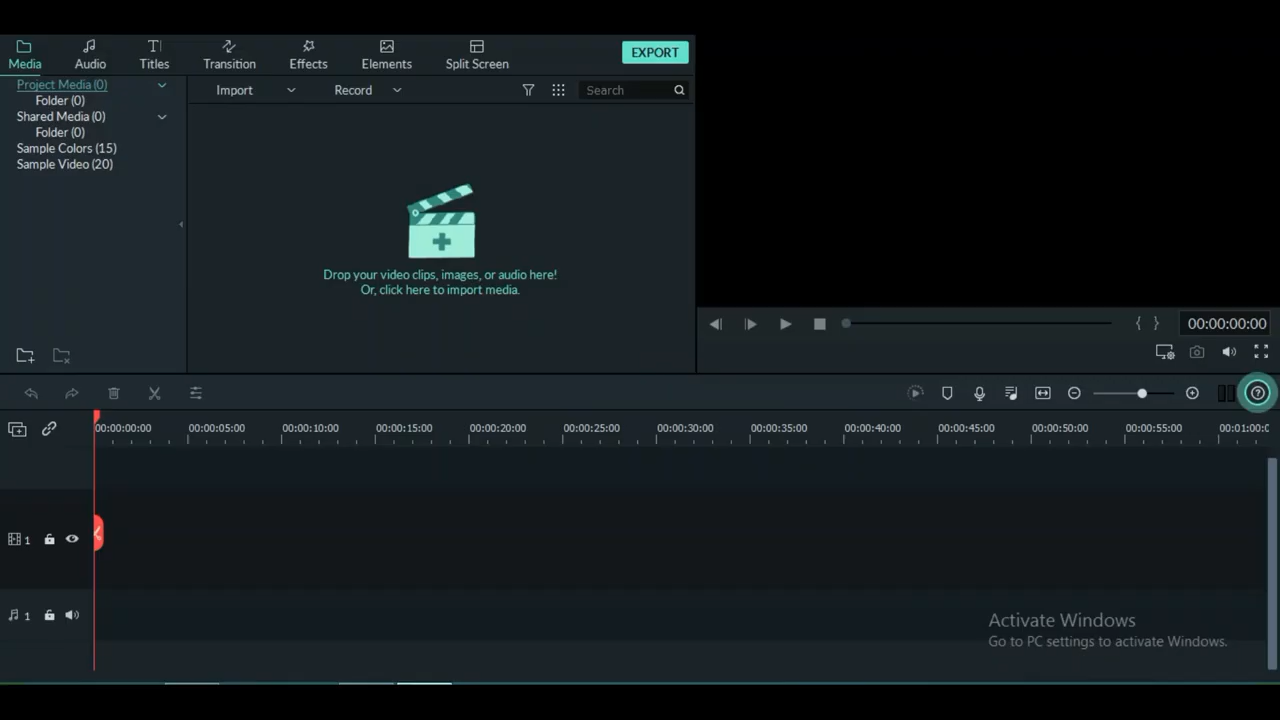 Media
Audio
Titles
Transition
Effects
Elements
Split Screen
EXPORT
Project Media (0)
Folder (0)
Shared Media (0)
Folder (0)
Sample Colors (15)
Sample Video (20)
Import
Record
Search
Drop your video clips, images, or audio here!
Or, click here to import media.
{ }
00:00:00:00
00:00:00:00 00:00:05:00 00:00:10:00 00:00:15:00 00:00:20:00 00:00:25:00 00:00:30:00 00:00:35:00 00:00:40:00 00:00:45:00 00:00:50:00 00:00:55:00 00:01:00:0
1
1
Activate Windows
Go to PC settings to activate Windows.